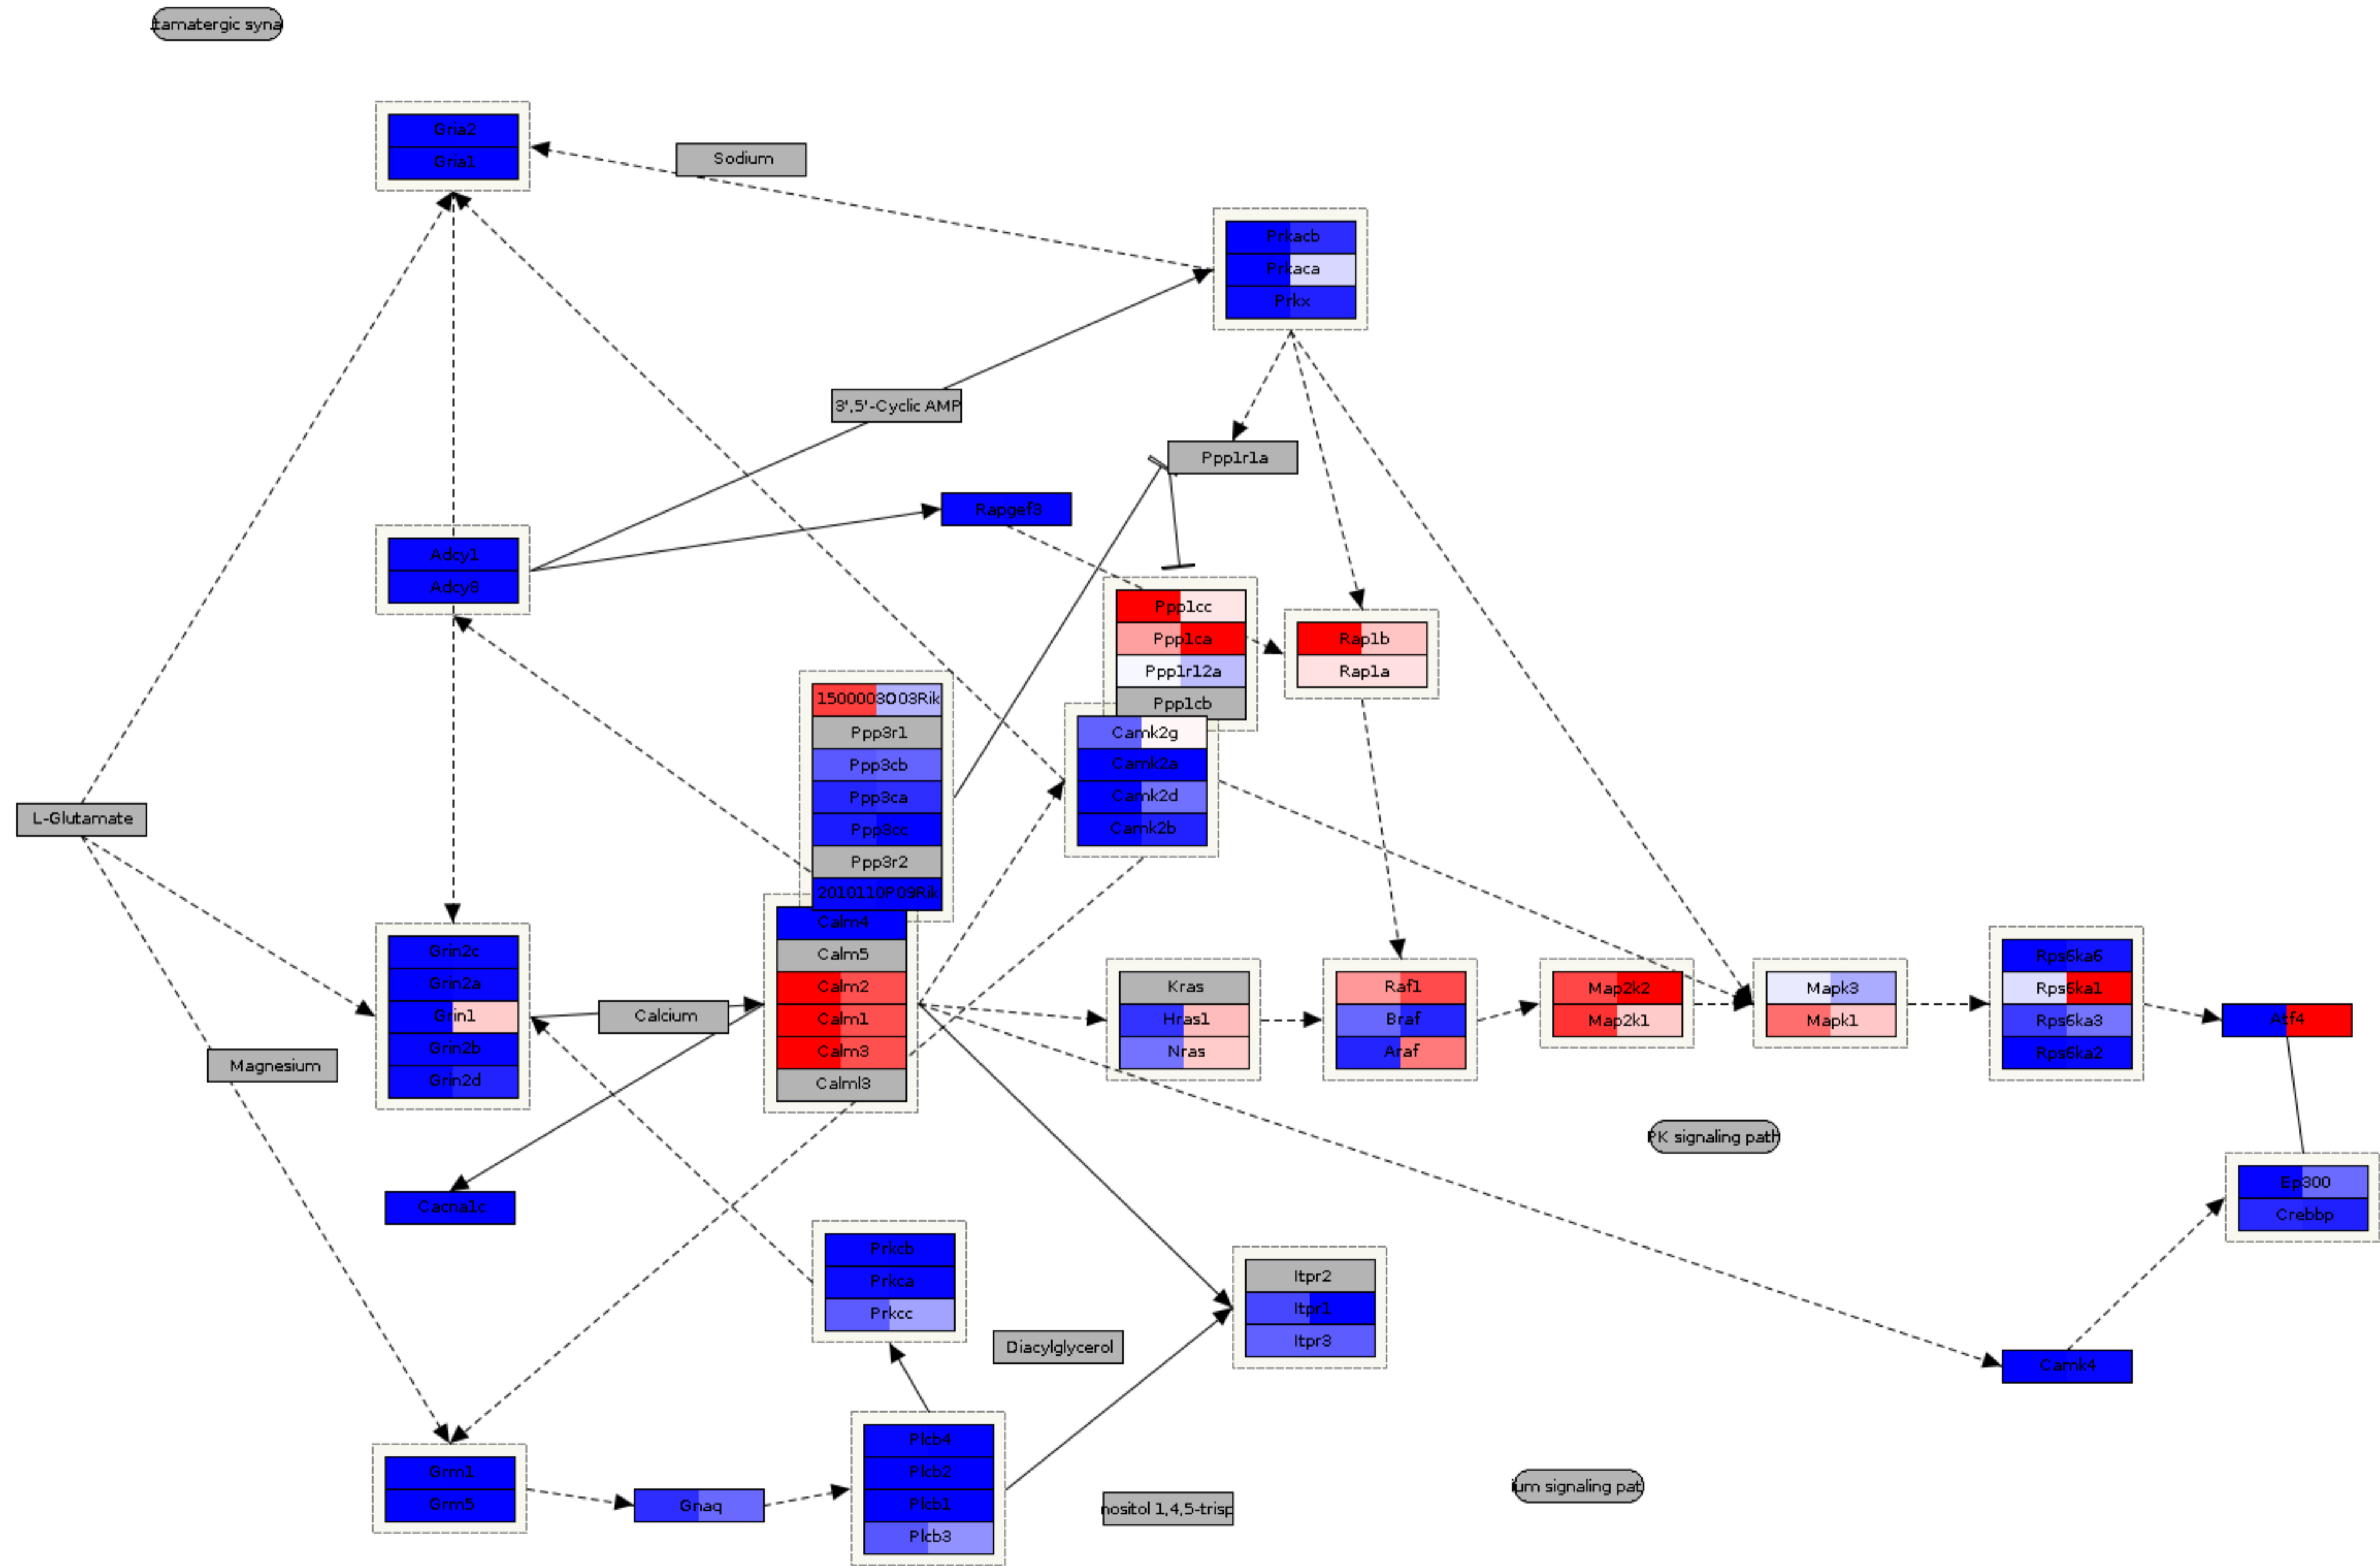 tamatergic syna
Gria2
Gria1
Sodium
Prkacb
Prkaca
Prkx
3',5'-Cyclic AMP
Ppp1r1a
Rapgef3
Adcy1
Adcy8
Ppp1cc
Ppp1ca
Ppp1r12a
Ppp1cb
Rap1b
Rap1a
1500003O03Rik
Ppp3r1
Ppp3cb
Ppp3ca
Ppp3cc
Ppp3r2
2010110P09Rik
Camk2g
Camk2a
Camk2d
Camk2b
L-Glutamate
Grin2c
Grin2a
Grin1
Grin2b
Grin2d
Calcium
Magnesium
Calm4
Calm5
Calm2
Calm1
Calm3
Calml3
Kras
Hras1
Nras
Raf1
Braf
Araf
Map2k2
Map2k1
Mapk3
Mapk1
Rps6ka6
Rps6ka1
Rps6ka3
Rps6ka2
Atf4
PK signaling path
Ep300
Crebbp
Cacna1c
Prkcb
Prkca
Prkcc
Itpr2
Itpr1
Itpr3
Diacylglycerol
Camk4
Plcb4
Plcb2
Plcb1
Plcb3
Grm1
Grm5
Gnaq
nositol 1,4,5-trisp
ium signaling pat